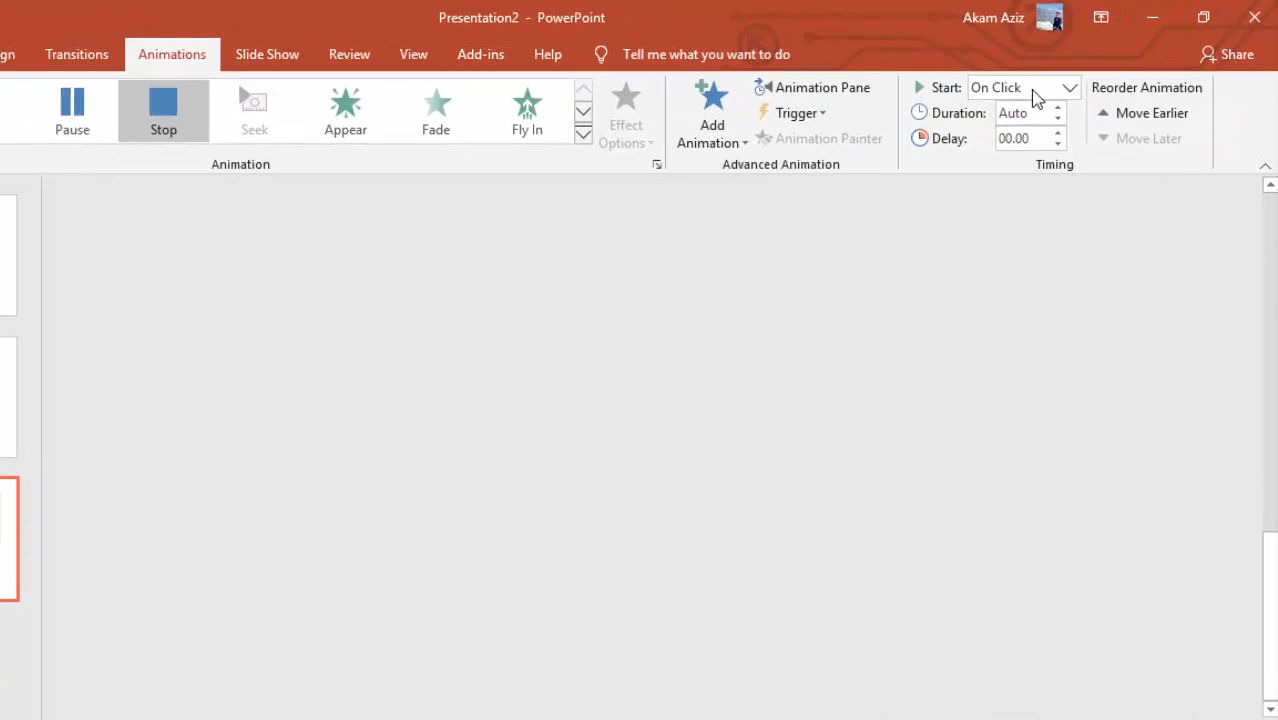 Presentation2 - PowerPoint Akam Aziz
gn Transitions Animations Slide Show Review View Add-ins Help Tell me what you want to do Share
Pause Stop Seek Appear Fade Fly In
Effect
Options
Add
Animation
Animation Pane
Trigger
Animation Painter
Start: On Click
Duration: Auto
Delay: 00.00
Reorder Animation
Move Earlier
Move Later
Animation Advanced Animation Timing